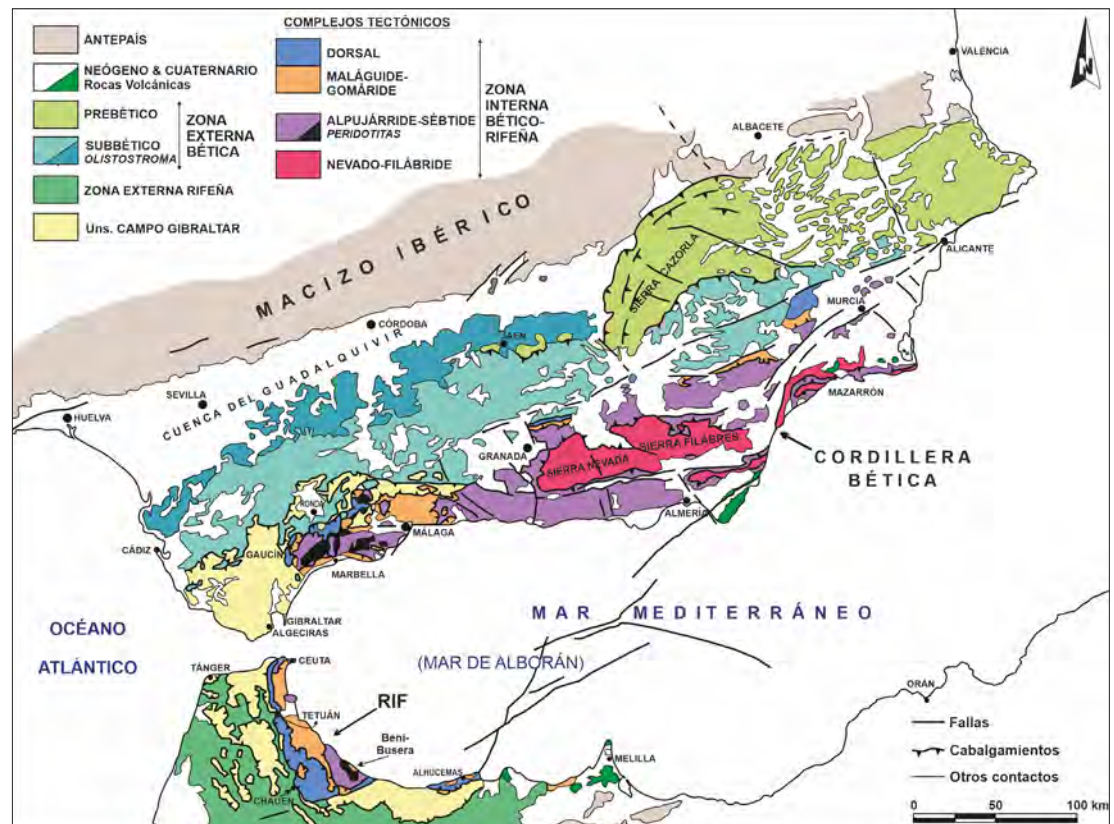 ANTEPAÍS
NEÓGENO & CUATERNARIO
Rocas Volcánicas
PREBÉTICO
SUBBÉTICO
OLISTOSTROMA
ZONA
EXTERNA
BÉTICA
ZONA EXTERNA RIFEÑA
Uns. CAMPO GIBRALTAR
COMPLEJOS TECTÓNICOS
DORSAL
MALÁGUIDE-
GOMÁRIDE
ALPUJÁRRIDE-SÉBTIDE
PERIDOTITAS
NEVADO-FILÁBRIDE
ZONA
INTERNA
BÉTICO-
RIFEÑA
N
VALENCIA
ALBACETE
MACIZO IBÉRICO
SIERRA CAZORLA
ALICANTE
MURCIA
CÓRDOBA
JAEN
CUENCA DEL GUADALQUIVIR
SEVILLA
HUELVA
MAZARRÓN
GRANADA
SIERRA FILÁBRES
SIERRA NEVADA
CORDILLERA
BÉTICA
RONDA
ALMERÍA
MÁLAGA
CÁDIZ
GAUCÍN
MARBELLA
MAR MEDITERRÁNEO
GIBRALTAR
ALGECIRAS
OCÉANO
ATLÁNTICO
(MAR DE ALBORÁN)
CEUTA
TÁNGER
ORÁN
RIF
TETUÁN
Beni-
Busera
MELILLA
ALHUCEMAS
CHAUEN
Fallas
Cabalgamientos
Otros contactos
0 50 100 km